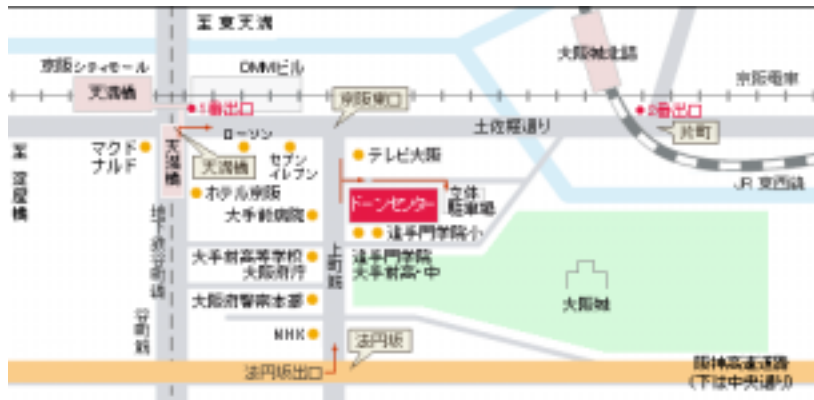 至 東天満
京阪シティモール
OMMビル
大阪城北詰
京阪電車
天満橋
京阪東口
●1番出口
●2番出口
片町
土佐堀通り
ローソン
マクド
ナルド
天満橋
天満橋
セブン
イレブン
テレビ大阪
至 淀屋橋
JR 東西線
ホテル京阪
ドーンセンター
立体
駐車場
大手前病院
追手門学院小
地下鉄谷町線
上町筋
大手前高等学校
大阪府庁
追手門学院
大手前高・中
大阪府警察本部
大阪城
谷町筋
NHK
法円坂
法円坂出口
阪神高速道路
(下は中央通り)